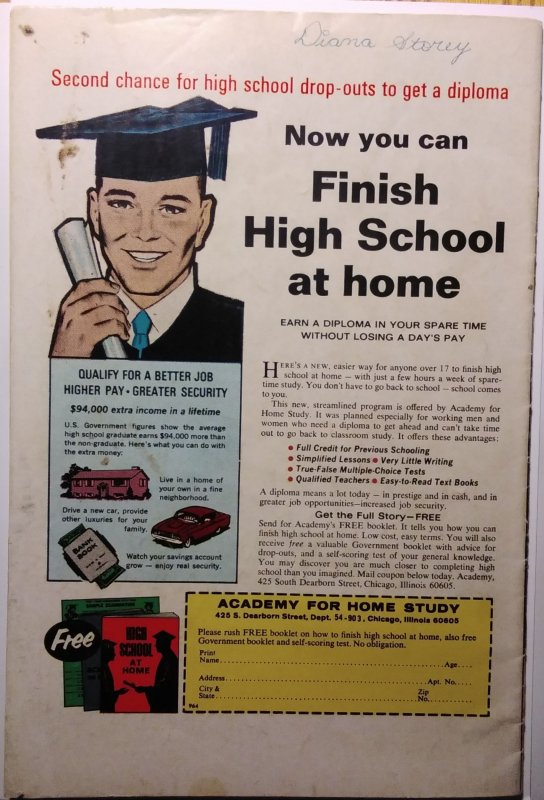 Diana Storey
Second chance for high school drop-outs to get a diploma
Now you can
Finish
High School
at home
EARN A DIPLOMA IN YOUR SPARE TIME
WITHOUT LOSING A DAY'S PAY
QUALIFY FOR A BETTER JOB
HIGHER PAY • GREATER SECURITY
$94,000 extra income in a lifetime
U.S. Government figures show the average
high school graduate earns $94,000 more than
the non-graduate. Here's what you can do with
the extra money:
Live in a home of
your own in a fine
neighborhood.
Drive a new car, provide
other luxuries for your
family.
BANK
BOOK
Watch your savings account
grow — enjoy real security.
HERE'S A NEW, easier way for anyone over 17 to finish high
school at home — with just a few hours a week of spare-
time study. You don't have to go back to school — school comes
to you.
This new, streamlined program is offered by Academy for
Home Study. It was planned especially for working men and
women who need a diploma to get ahead and can't take time
out to go back to classroom study. It offers these advantages:
• Full Credit for Previous Schooling
• Simplified Lessons • Very Little Writing
• True-False Multiple-Choice Tests
• Qualified Teachers • Easy-to-Read Text Books
A diploma means a lot today – in prestige and in cash, and in
greater job opportunities—increased job security.
Get the Full Story—FREE
Send for Academy's FREE booklet. It tells you how you can
finish high school at home. Low cost, easy terms. You will also
receive free a valuable Government booklet with advice for
drop-outs, and a self-scoring test of your general knowledge.
You may discover you are much closer to completing high
school than you imagined. Mail coupon below today. Academy,
425 South Dearborn Street, Chicago, Illinois 60605.
Free
HIGH
SCHOOL
AT
HOME
ACADEMY FOR HOME STUDY
425 S. Dearborn Street, Dept. 54-903, Chicago, Illinois 60605
Please rush FREE booklet on how to finish high school at home, also free
Government booklet and self-scoring test. No obligation.
Print
Name Age
Address Apt. No.
City & Zip
State No.
964